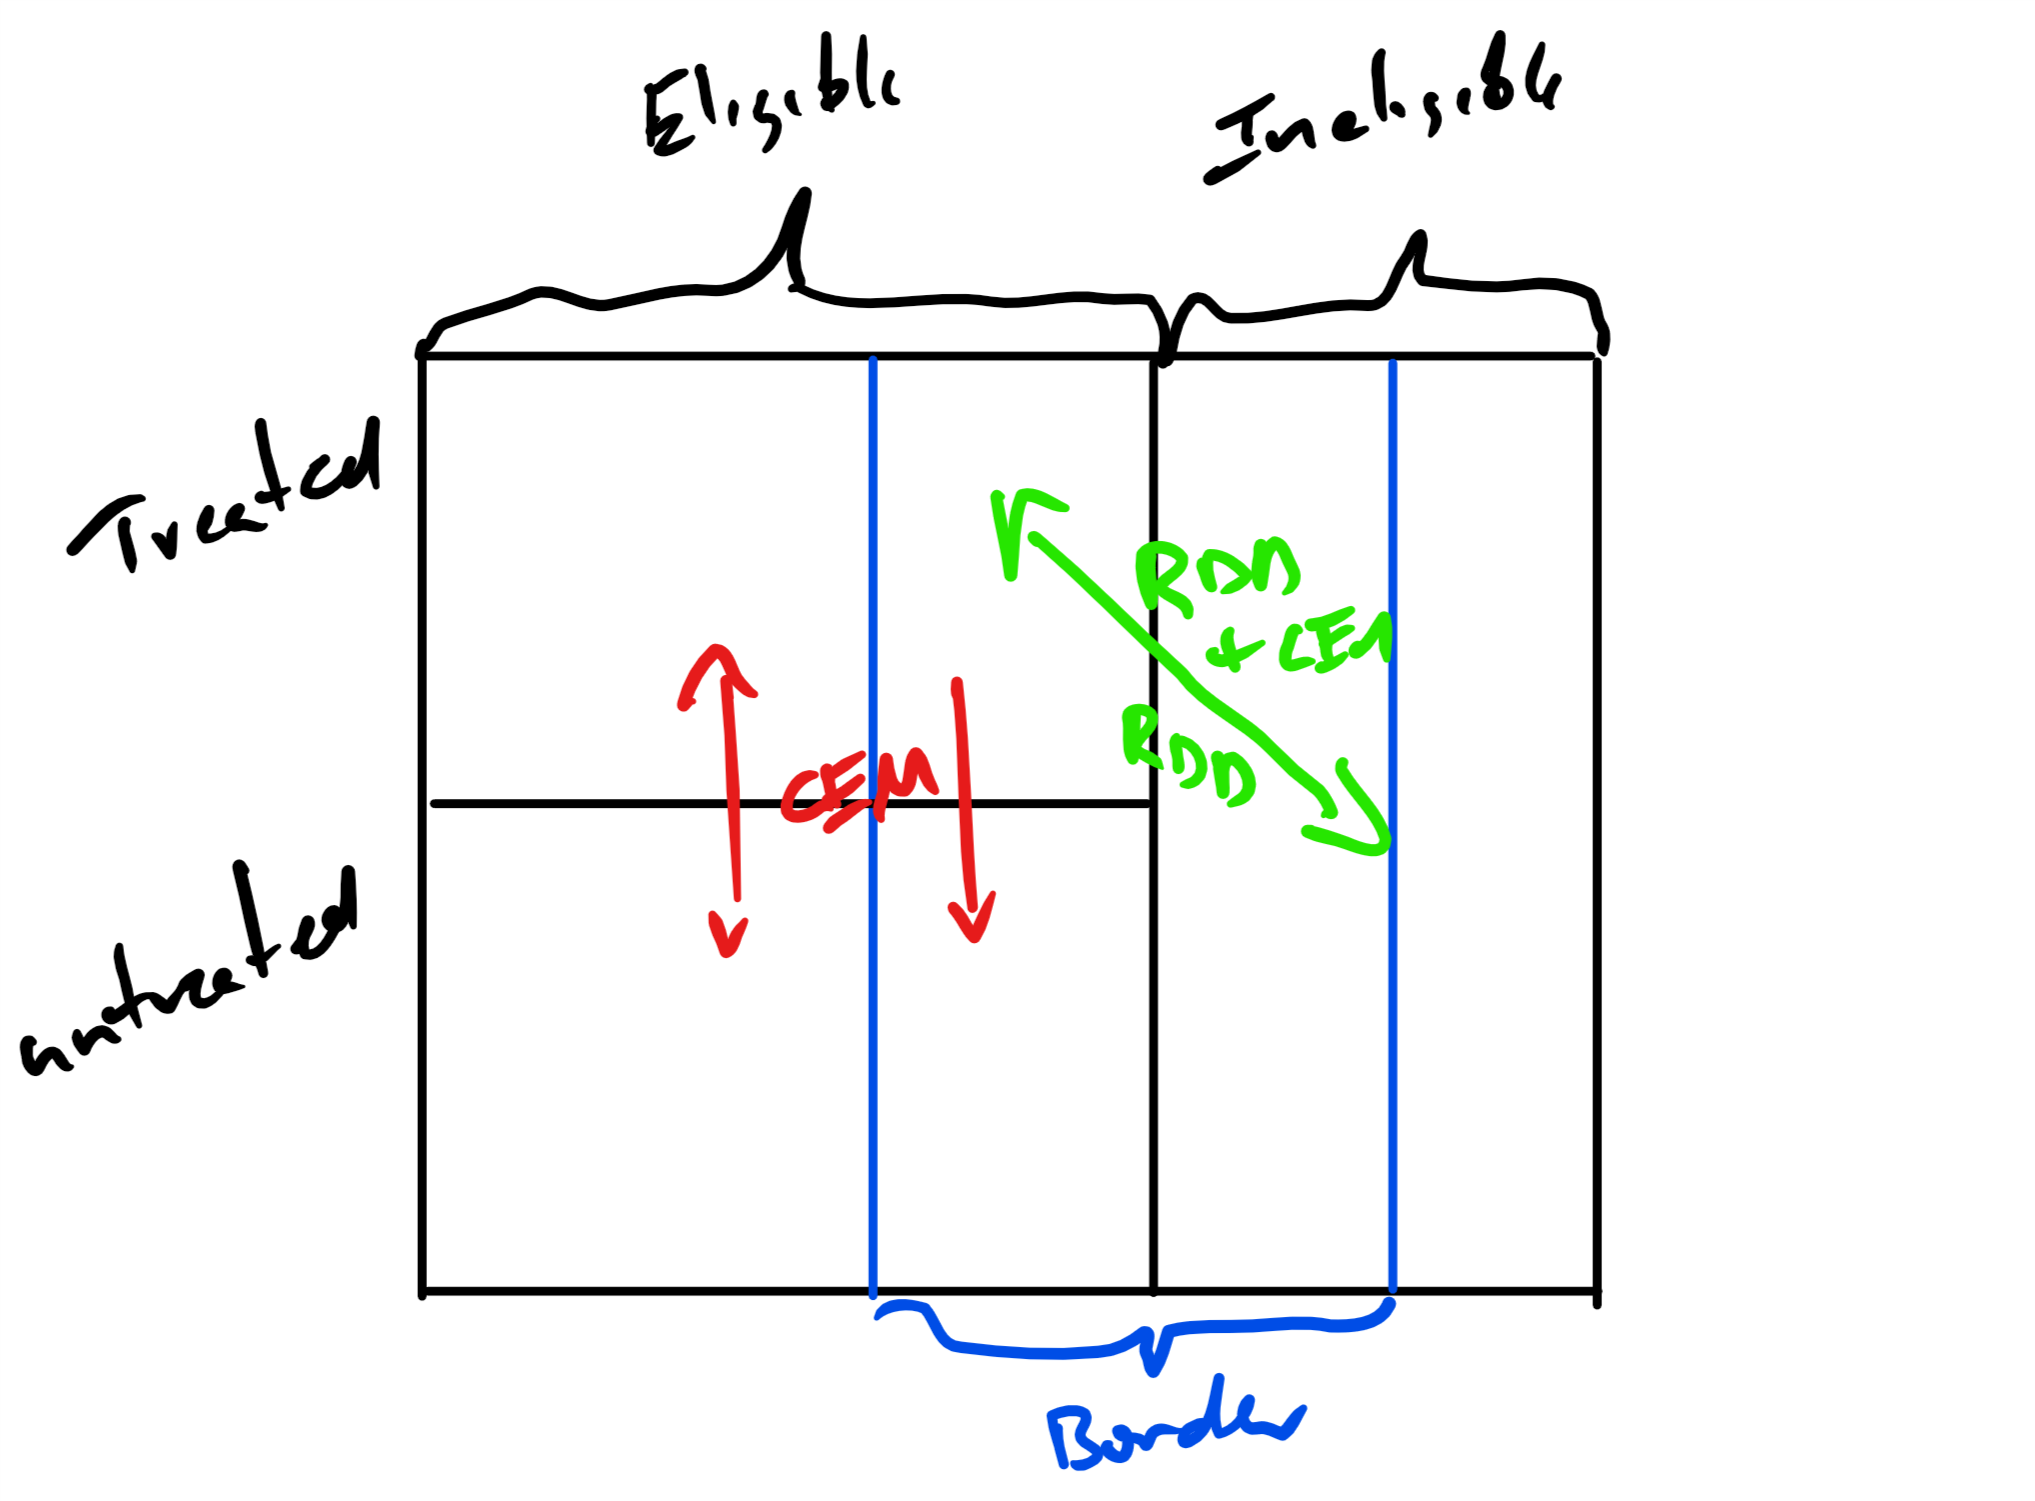 Eligible
Ineligible
Treated
untreated
RDD
+ CEM
RDD
CEM
Border